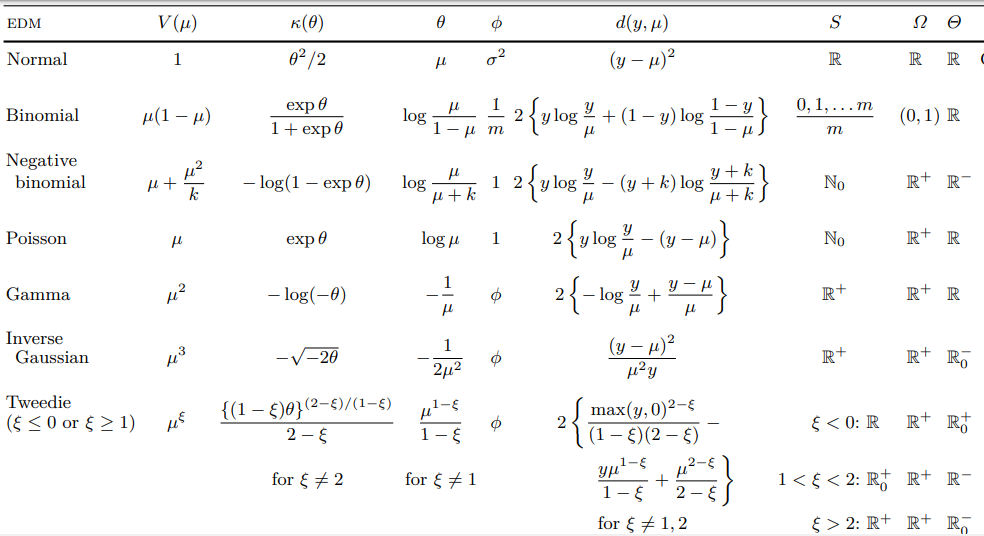 EDM V(μ) κ(θ) θ ϕ d(y, μ) S Ω Θ
Normal 1 θ²/2 μ σ² (y − μ)² ℝ ℝ ℝ
Binomial μ(1 − μ) exp θ / 1 + exp θ log μ / 1 − μ 1 / m 2 { y log y / μ + (1 − y) log 1 − y / 1 − μ } 0, 1, . . . m / m (0, 1) ℝ
Negative
binomial μ + μ² / k − log(1 − exp θ) log μ / μ + k 1 2 { y log y / μ − (y + k) log y + k / μ + k } ℕ₀ ℝ⁺ ℝ⁻
Poisson μ exp θ log μ 1 2 { y log y / μ − (y − μ) } ℕ₀ ℝ⁺ ℝ
Gamma μ² − log(−θ) − 1 / μ ϕ 2 { − log y / μ + y − μ / μ } ℝ⁺ ℝ⁺ ℝ
Inverse
Gaussian μ³ −√−2θ − 1 / 2μ² ϕ (y − μ)² / μ²y ℝ⁺ ℝ⁺ ℝ₀⁻
Tweedie
(ξ ≤ 0 or ξ ≥ 1) μ^ξ {(1 − ξ)θ}^(2−ξ)/(1−ξ) / 2 − ξ μ^1−ξ / 1 − ξ ϕ 2 { max(y, 0)^2−ξ / (1 − ξ)(2 − ξ) − ξ < 0: ℝ ℝ⁺ ℝ₀⁺
for ξ ≠ 2 for ξ ≠ 1 yμ^1−ξ / 1 − ξ + μ^2−ξ / 2 − ξ } 1 < ξ < 2: ℝ₀⁺ ℝ⁺ ℝ⁻
for ξ ≠ 1, 2 ξ > 2: ℝ⁺ ℝ⁺ ℝ₀⁻